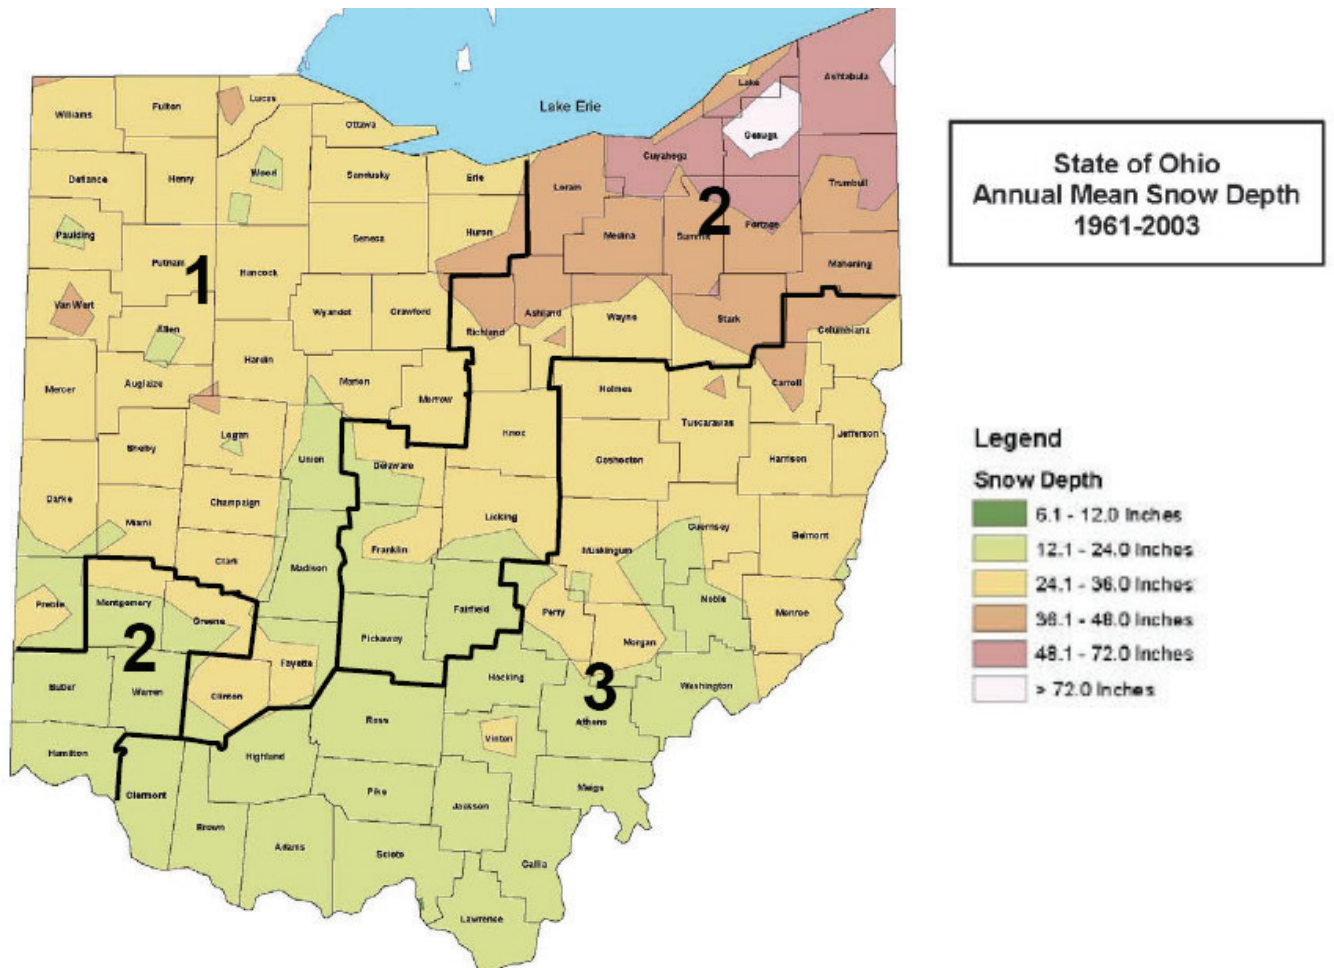 Lake Erie
Williams
Fulton
Lucas
Ottawa
Lake
Ashtabula
Geauga
Cuyahoga
Defiance
Henry
Wood
Sandusky
Erie
Lorain
Trumbull
Paulding
Putnam
Hancock
Seneca
Huron
Medina
Summit
Portage
Mahoning
1
2
Van Wert
Allen
Wyandot
Crawford
Richland
Ashland
Wayne
Stark
Columbiana
Hardin
Mercer
Auglaize
Marion
Morrow
Holmes
Carroll
Tuscarawas
Jefferson
Shelby
Logan
Union
Delaware
Knox
Coshocton
Harrison
Darke
Miami
Champaign
Licking
Guernsey
Belmont
Clark
Franklin
Muskingum
Madison
Preble
Montgomery
Greene
Fairfield
Perry
Noble
Monroe
Pickaway
Morgan
2
3
Butler
Warren
Clinton
Fayette
Hocking
Washington
Ross
Athens
Hamilton
Highland
Vinton
Clermont
Pike
Meigs
Jackson
Brown
Adams
Scioto
Gallia
Lawrence
State of Ohio
Annual Mean Snow Depth
1961-2003
Legend
Snow Depth
6.1 - 12.0 Inches
12.1 - 24.0 Inches
24.1 - 36.0 Inches
36.1 - 48.0 Inches
48.1 - 72.0 Inches
> 72.0 Inches